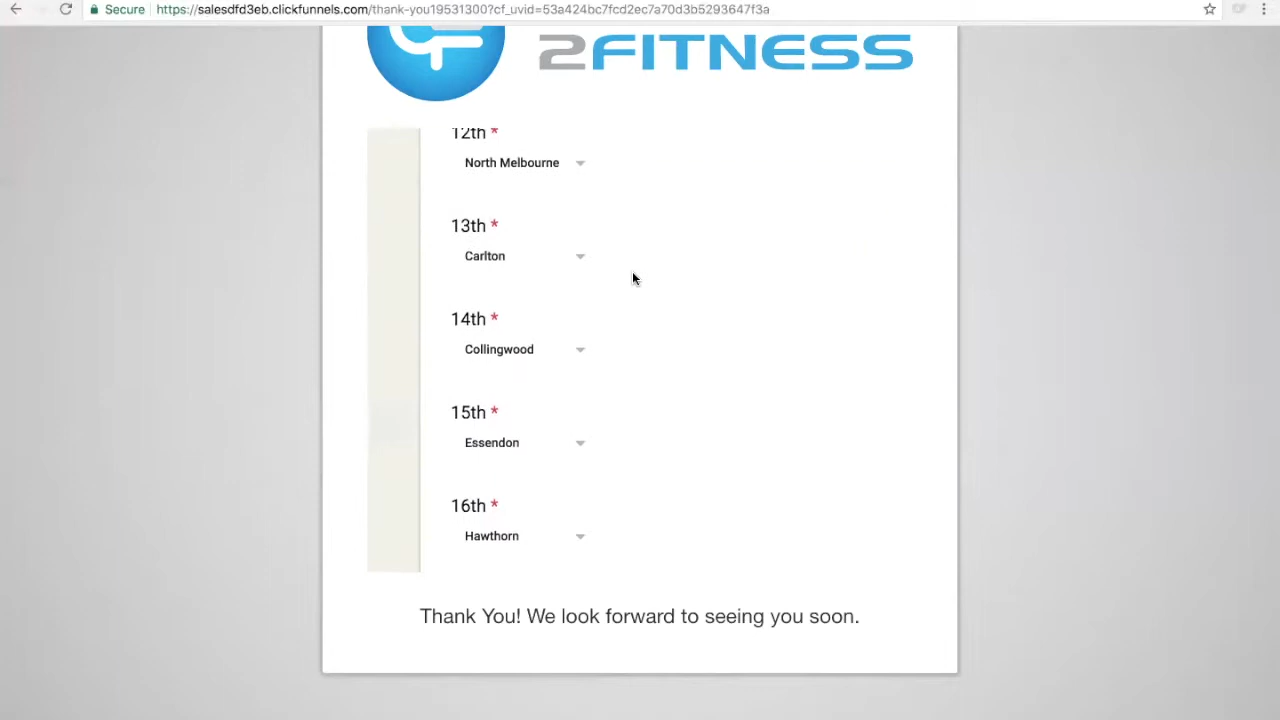 Secure https://salesdfd3eb.clickfunnels.com/thank-you19531300?cf_uvid=53a424bc7fcd2ec7a70d3b5293647f3a
2FITNESS
12th *
North Melbourne
13th *
Carlton
14th *
Collingwood
15th *
Essendon
16th *
Hawthorn
Thank You! We look forward to seeing you soon.